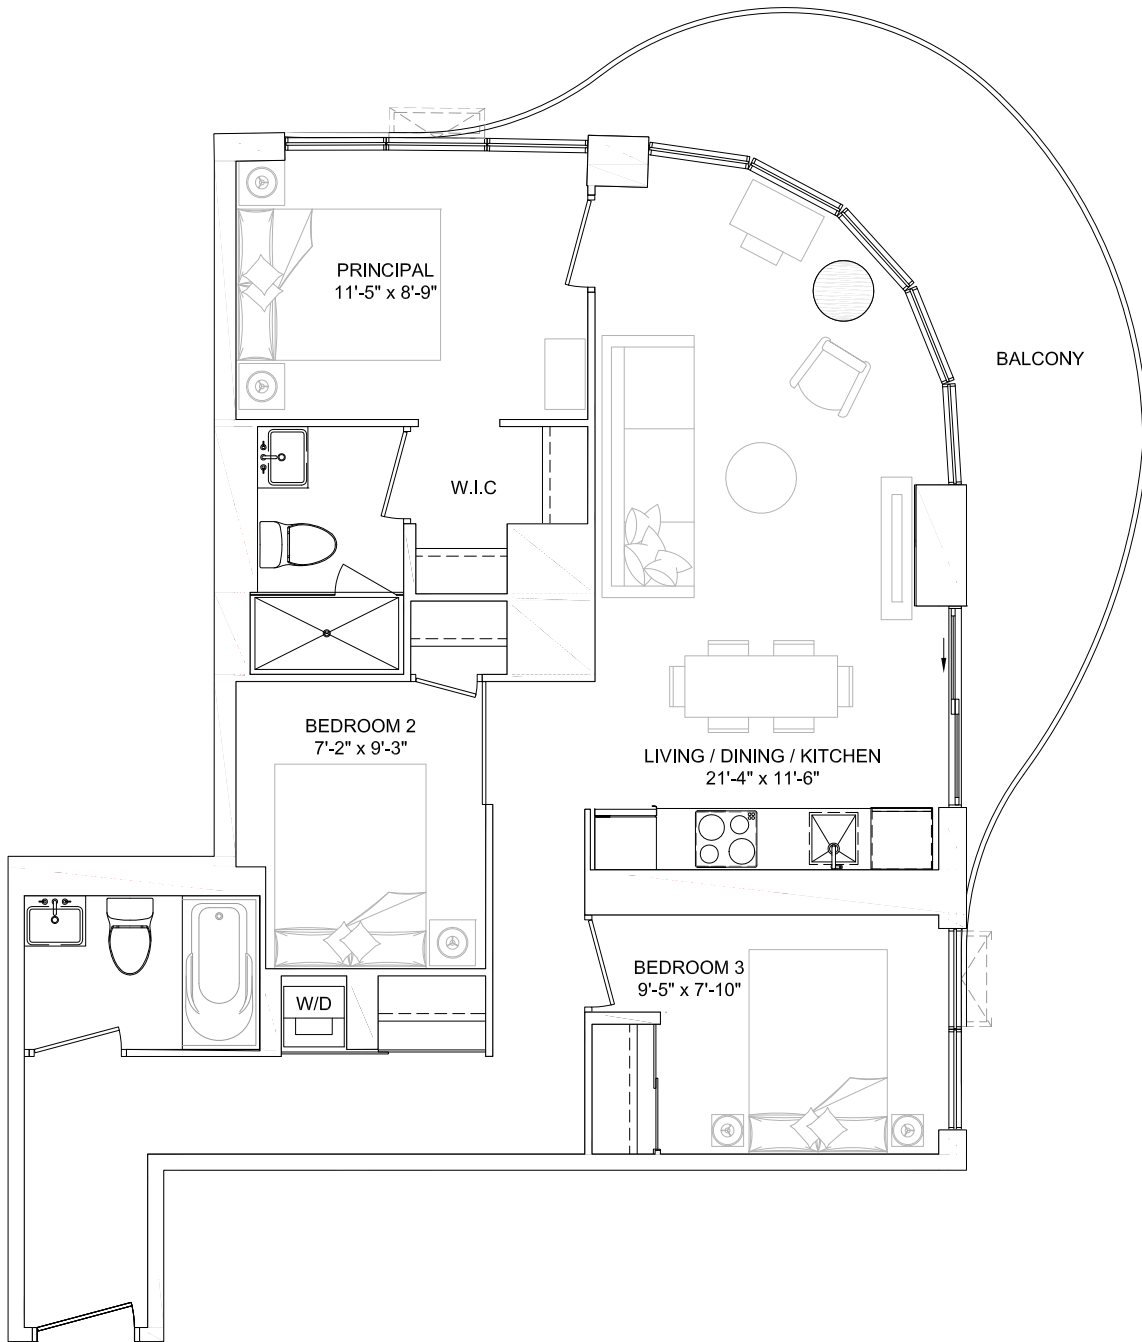 PRINCIPAL
11'-5" x 8'-9"
BALCONY
W.I.C
BEDROOM 2
7'-2" x 9'-3"
LIVING / DINING / KITCHEN
21'-4" x 11'-6"
BEDROOM 3
9'-5" x 7'-10"
W/D